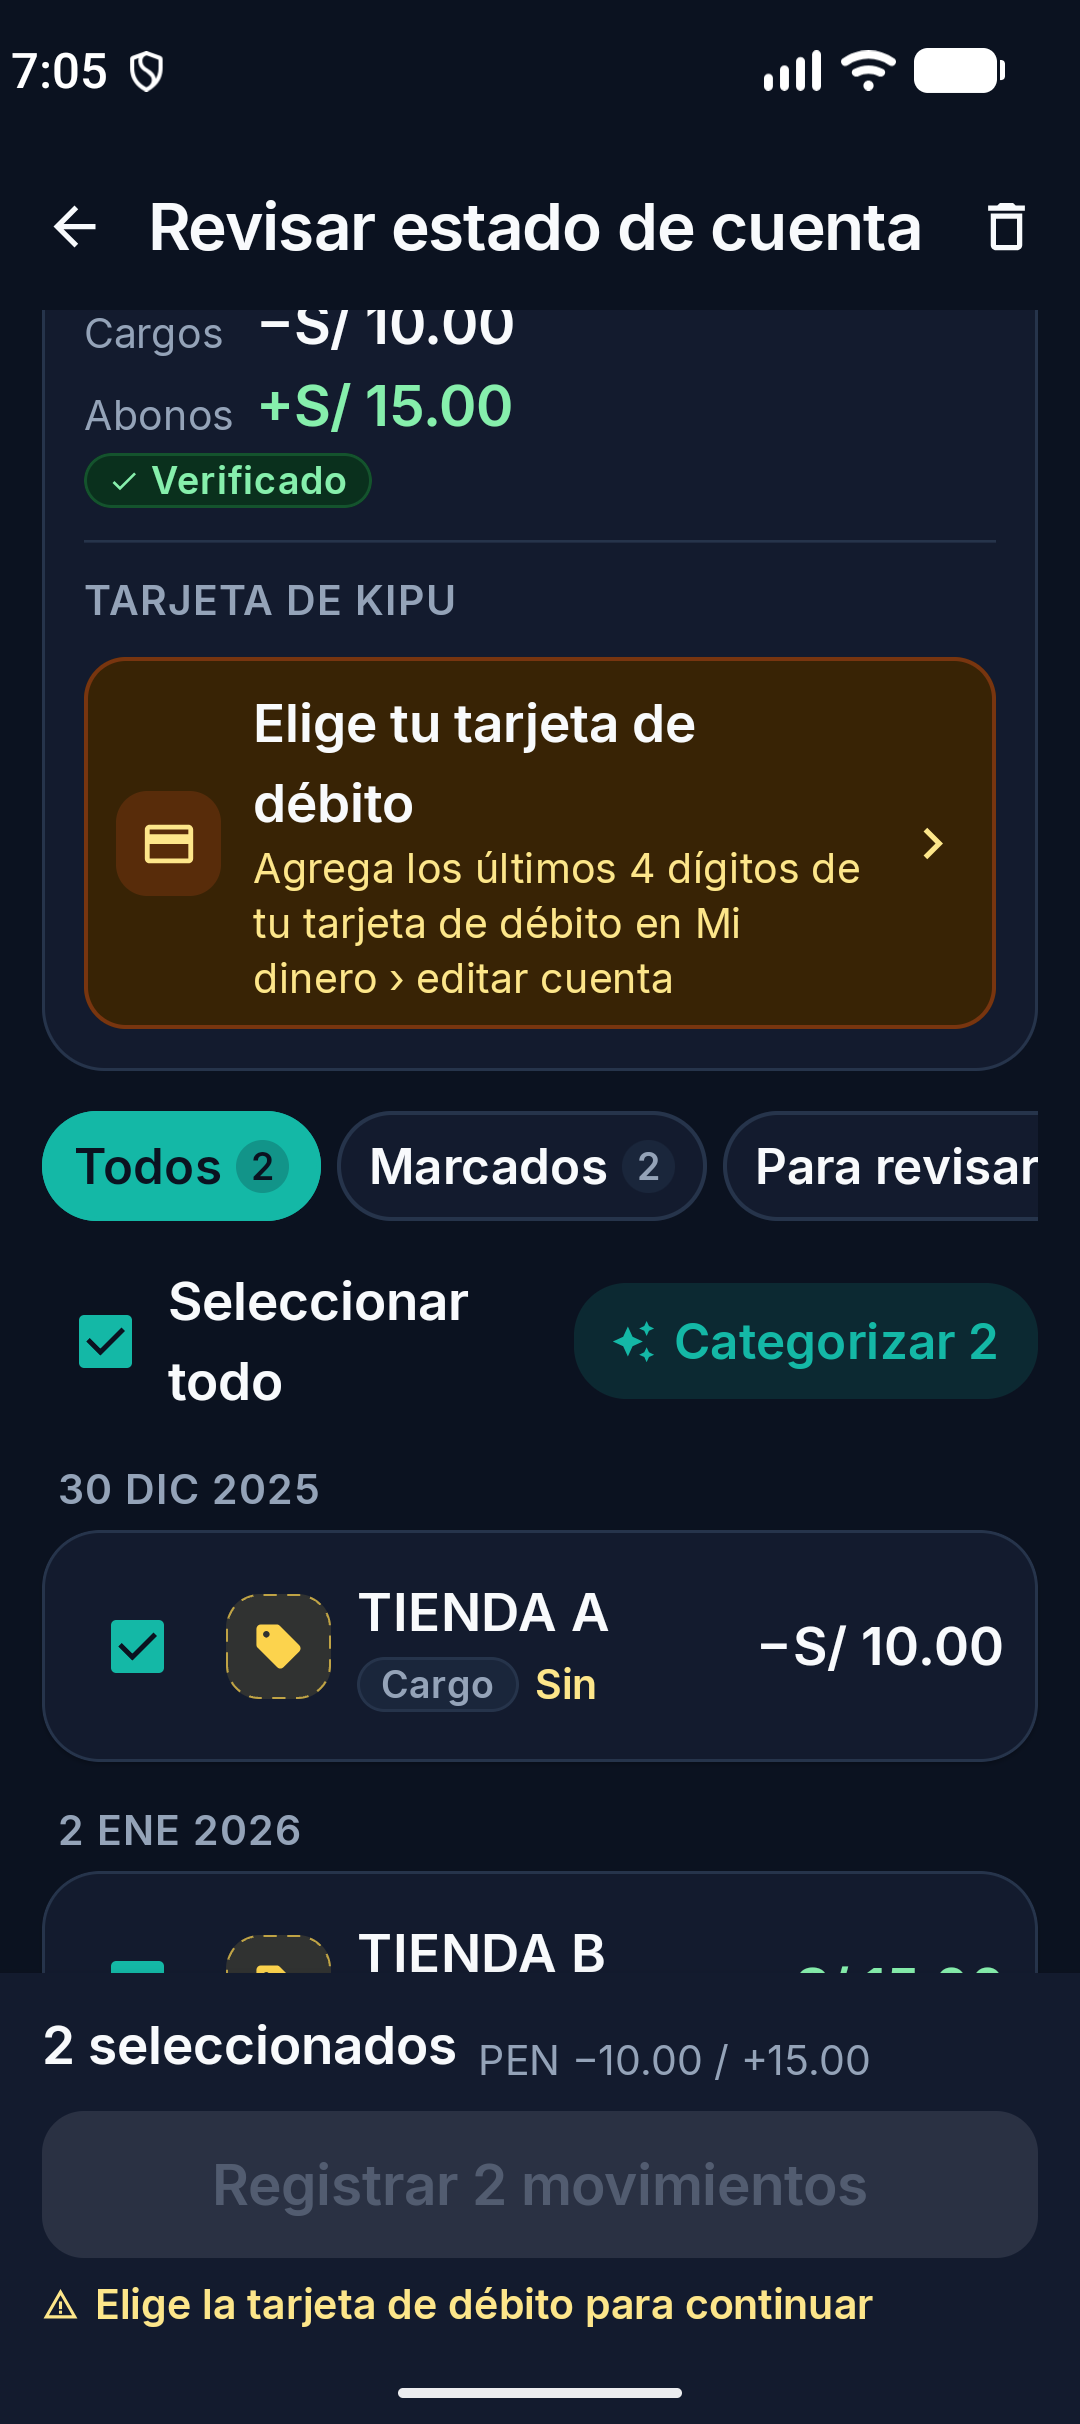 7:05
Revisar estado de cuenta
Cargos −S/ 10.00
Abonos +S/ 15.00
Verificado
TARJETA DE KIPU
Elige tu tarjeta de
débito
Agrega los últimos 4 dígitos de
tu tarjeta de débito en Mi
dinero › editar cuenta
Todos 2 Marcados 2 Para revisar
Seleccionar
todo
Categorizar 2
30 DIC 2025
TIENDA A
Cargo Sin
−S/ 10.00
2 ENE 2026
TIENDA B
2 seleccionados PEN −10.00 / +15.00
Registrar 2 movimientos
Elige la tarjeta de débito para continuar